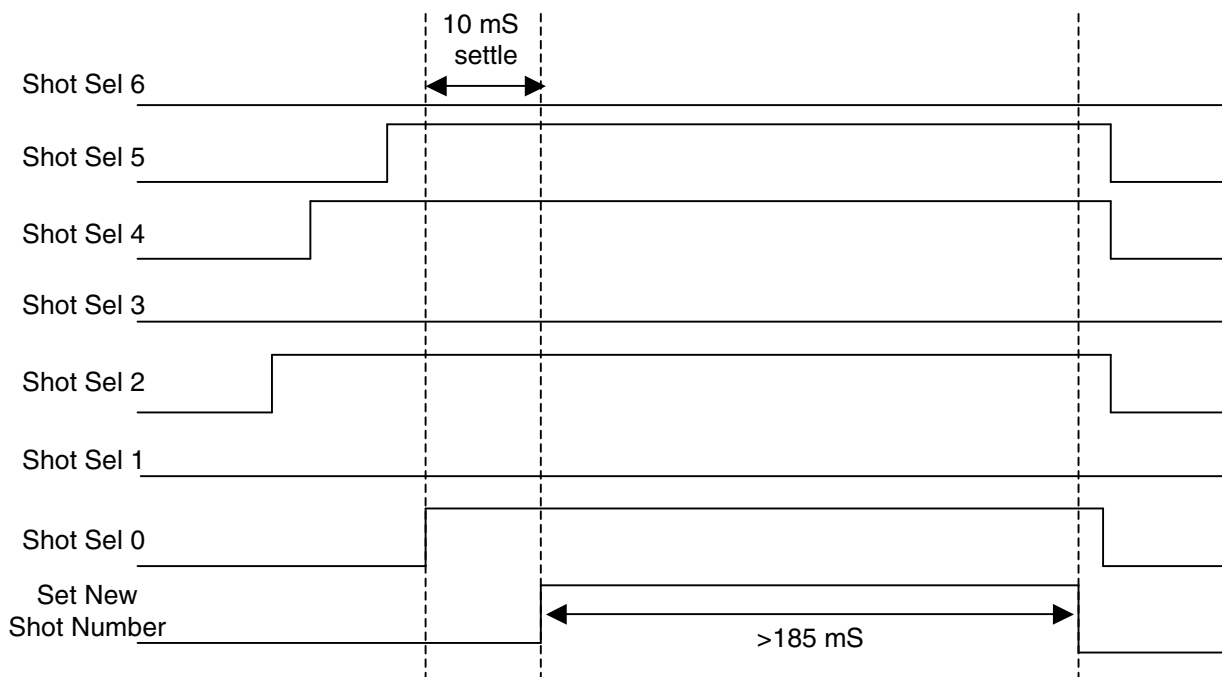 10 mS
settle
Shot Sel 6
Shot Sel 5
Shot Sel 4
Shot Sel 3
Shot Sel 2
Shot Sel 1
Shot Sel 0
Set New
Shot Number
>185 mS